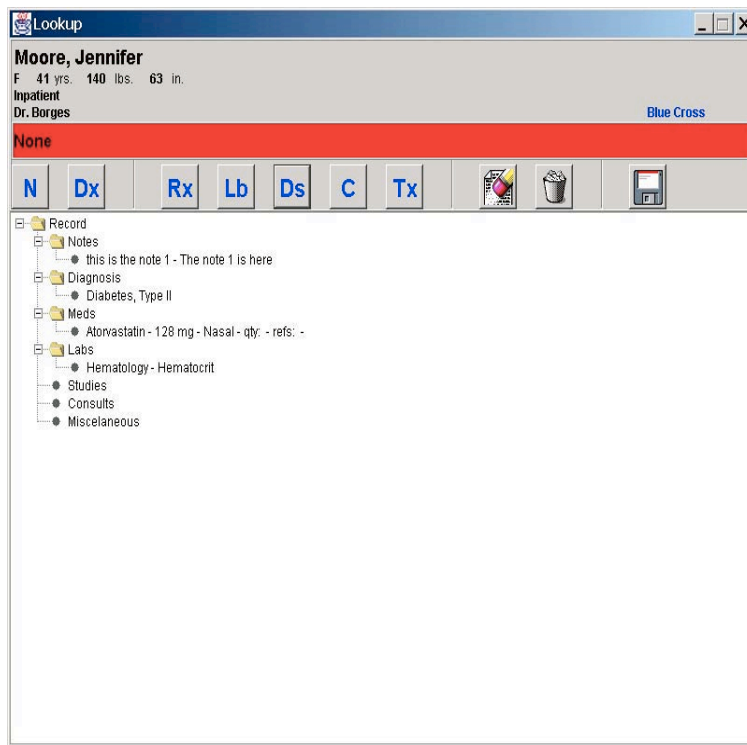 Lookup
Moore, Jennifer
F 41 yrs. 140 lbs. 63 in.
Inpatient
Dr. Borges Blue Cross
None
N Dx Rx Lb Ds C Tx
Record
Notes
this is the note 1 - The note 1 is here
Diagnosis
Diabetes, Type II
Meds
Atorvastatin - 128 mg - Nasal - qty: - refs: -
Labs
Hematology - Hematocrit
Studies
Consults
Miscelaneous